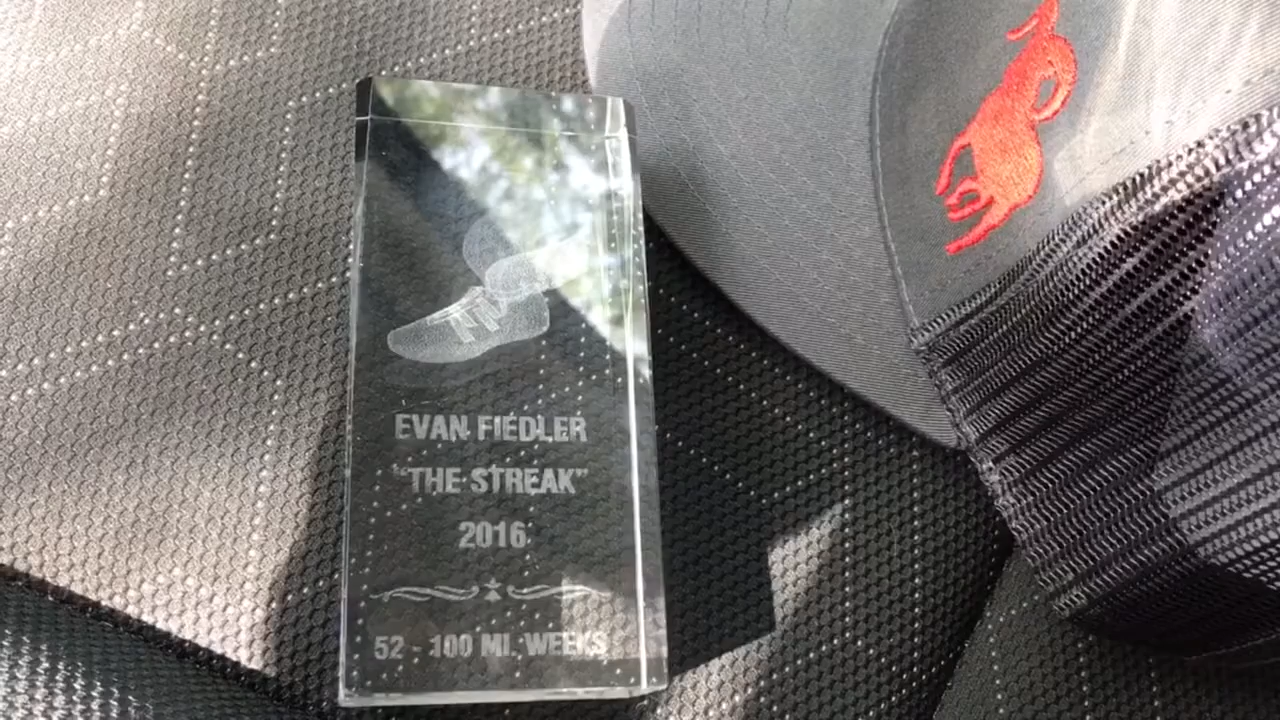 EVAN FIEDLER
"THE STREAK"
2016
52 - 100 MI. WEEKS